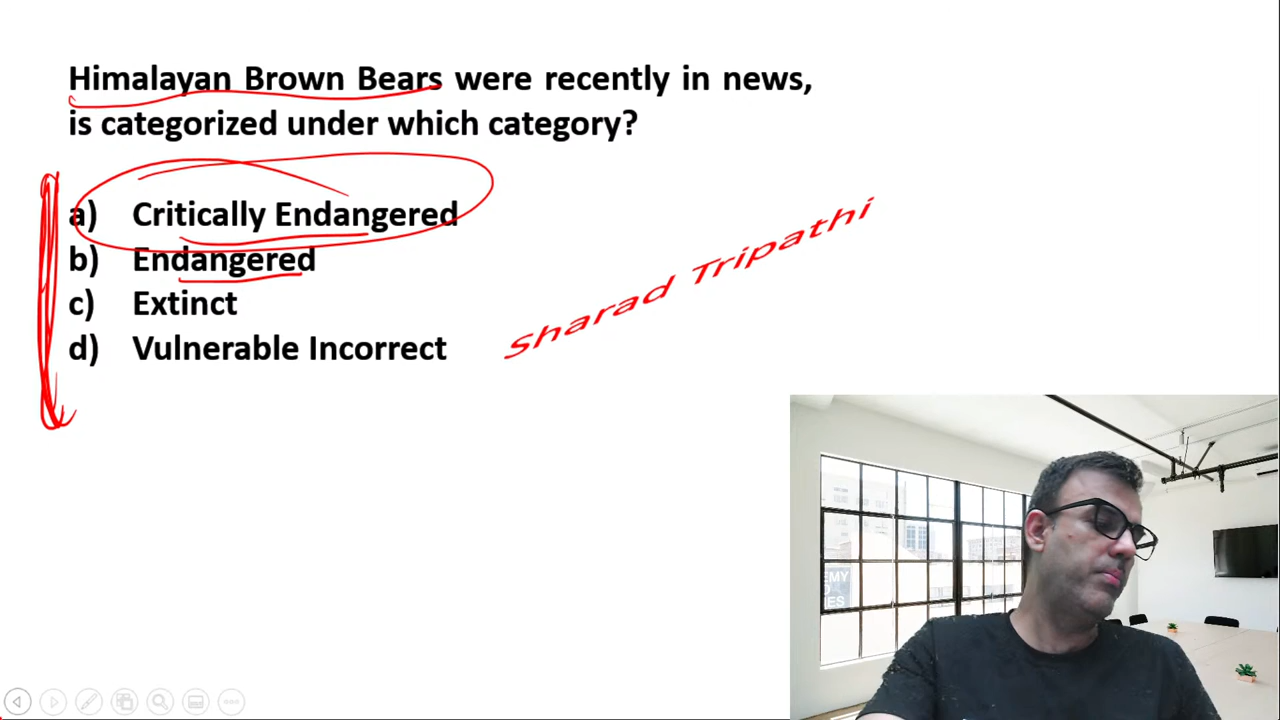 Himalayan Brown Bears were recently in news,
is categorized under which category?
a) Critically Endangered
b) Endangered
c) Extinct
d) Vulnerable Incorrect
Sharad Tripathi